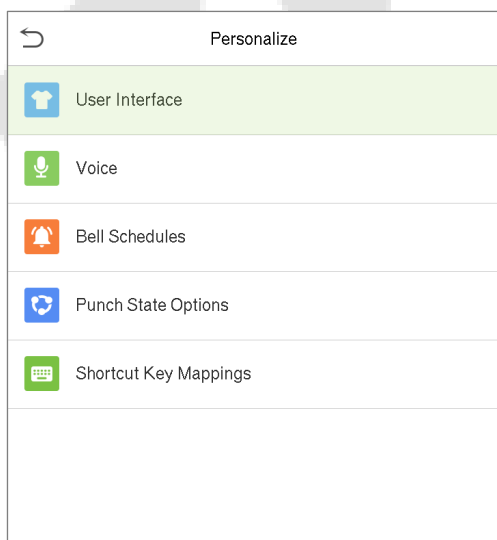 Personalize
User Interface
Voice
Bell Schedules
Punch State Options
Shortcut Key Mappings